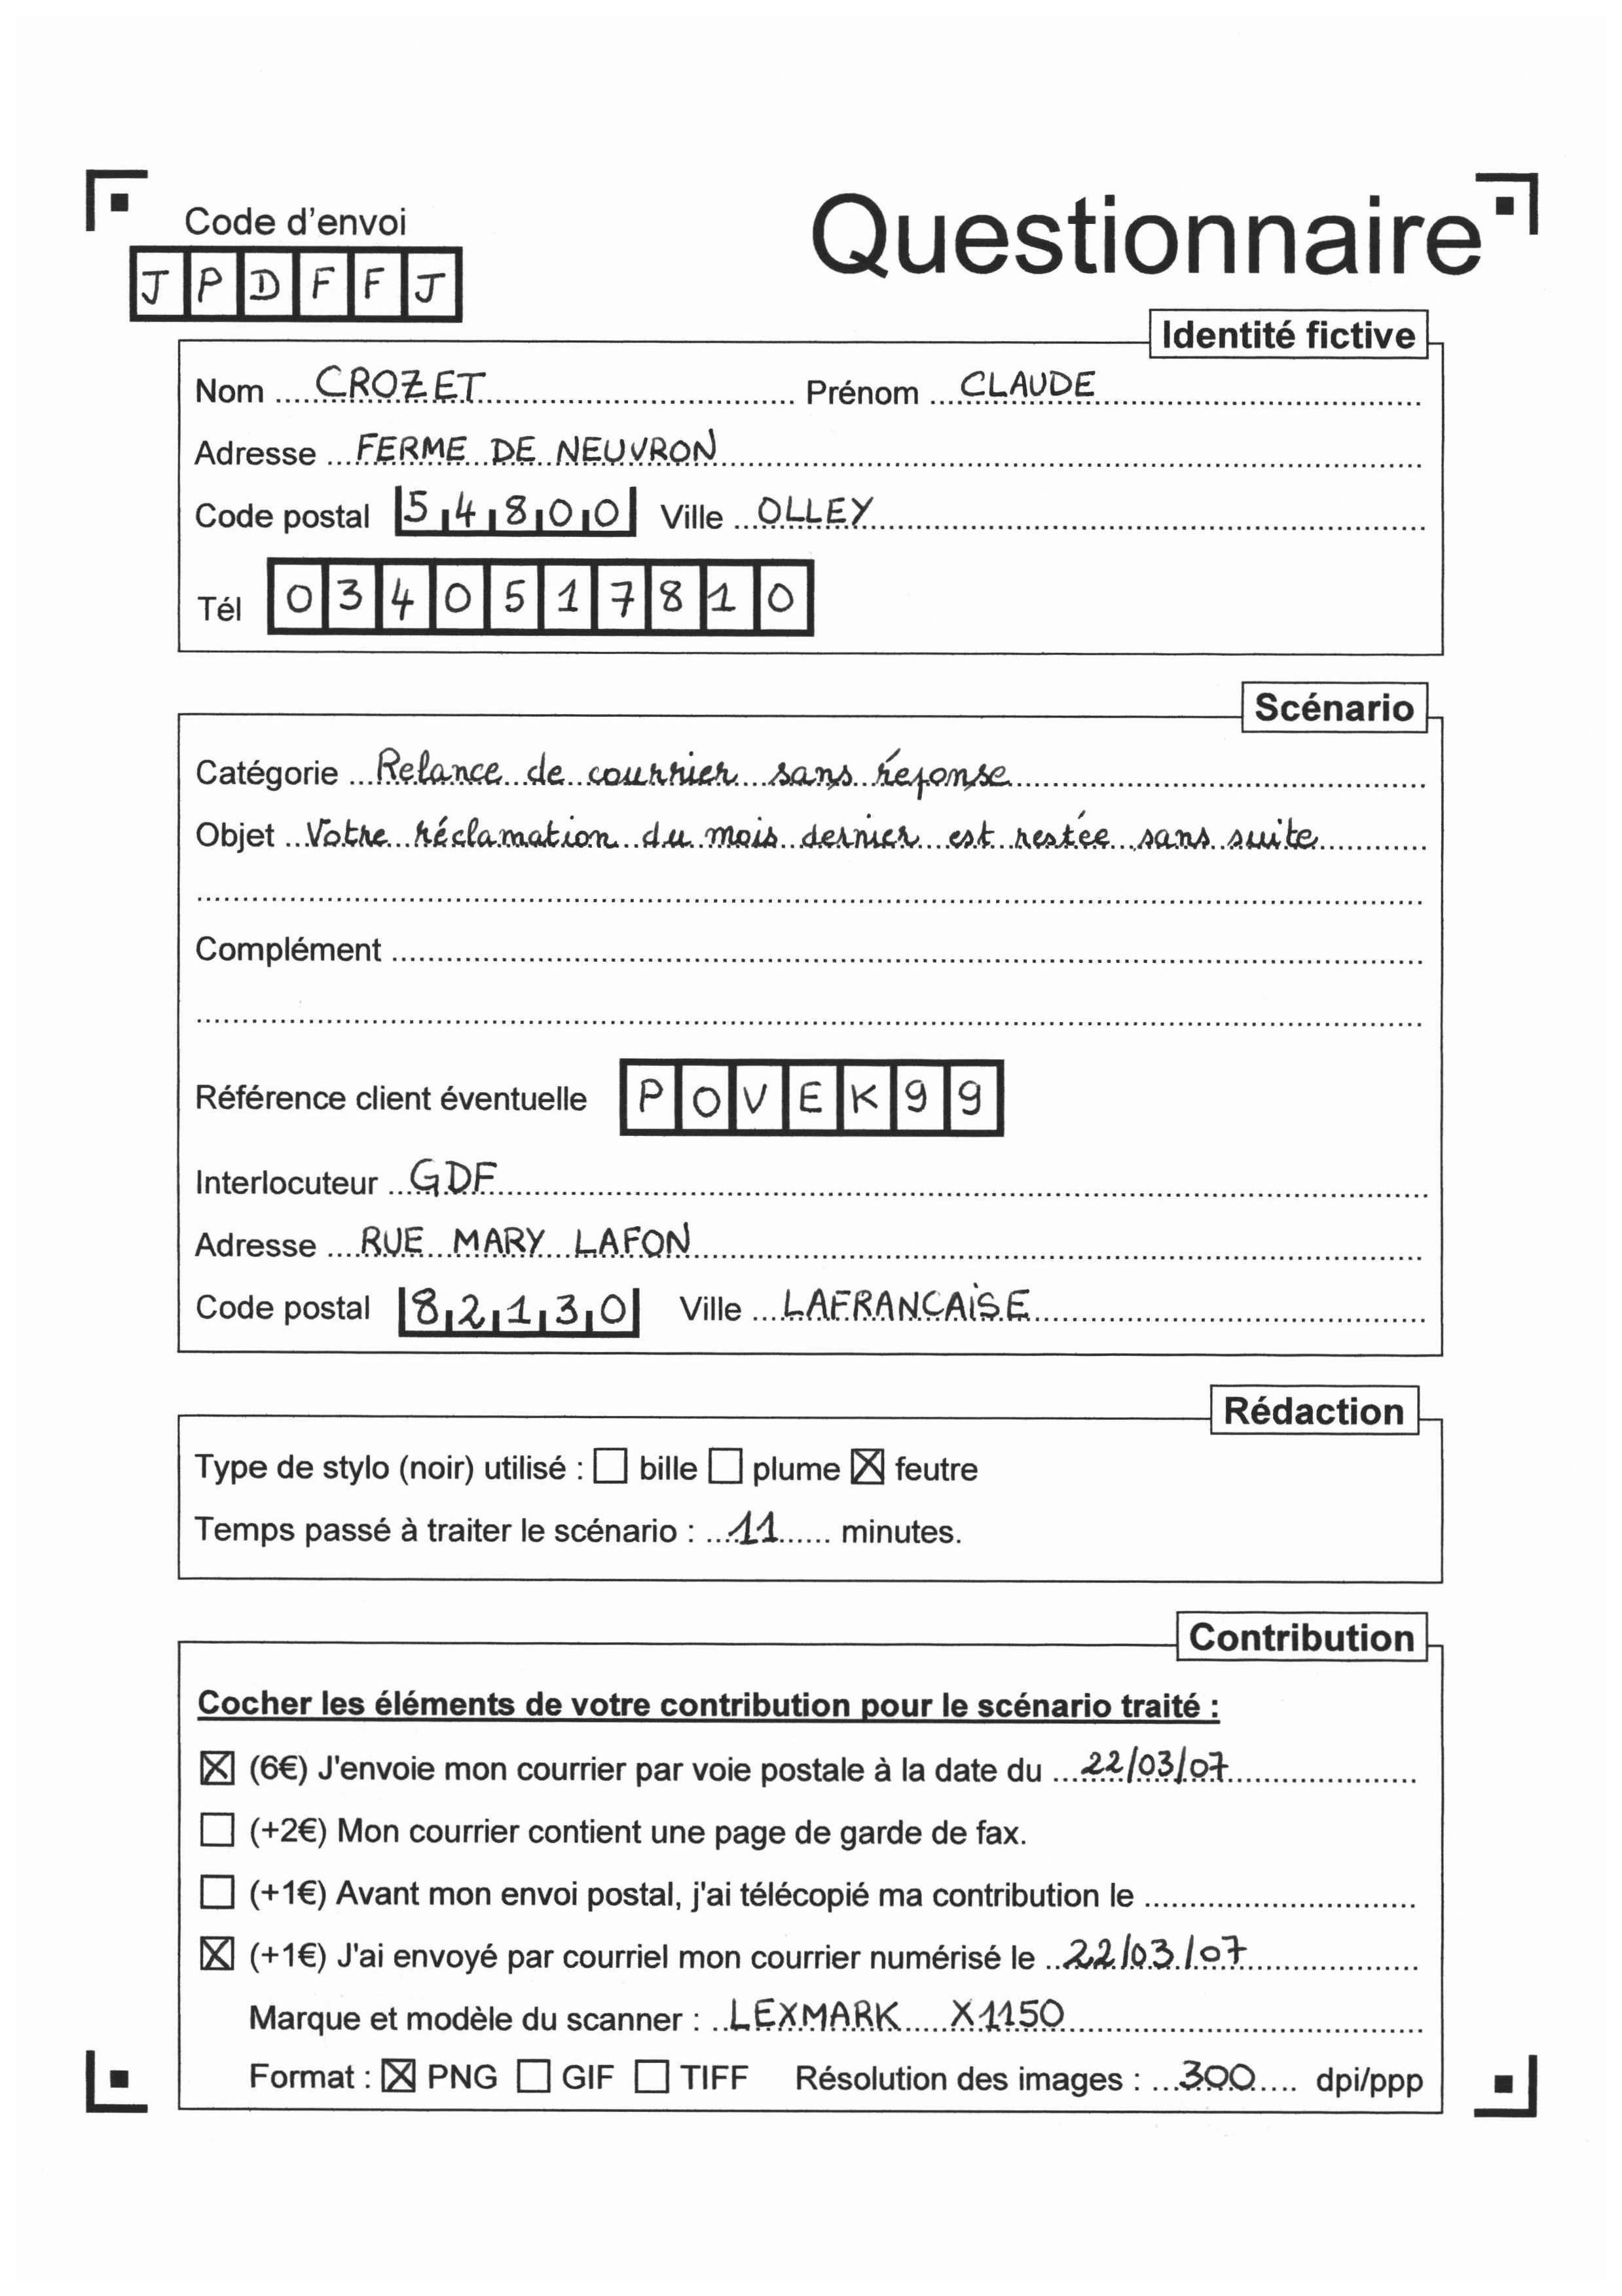 Code d'envoi
JPDFFJ
Questionnaire
Identité fictive
Nom CROZET Prénom CLAUDE
Adresse FERME DE NEUVRON
Code postal 54800 Ville OLLEY
Tél 0340517810
Scénario
Catégorie Relance de courrier sans réponse
Objet Votre réclamation du mois dernier est restée sans suite
Complément
Référence client éventuelle POVEK99
Interlocuteur GDF
Adresse RUE MARY LAFON
Code postal 82130 Ville LAFRANCAISE
Rédaction
Type de stylo (noir) utilisé : ☐ bille ☐ plume ☒ feutre
Temps passé à traiter le scénario : 11 minutes.
Contribution
Cocher les éléments de votre contribution pour le scénario traité :
☒ (6€) J'envoie mon courrier par voie postale à la date du 22/03/07
☐ (+2€) Mon courrier contient une page de garde de fax.
☐ (+1€) Avant mon envoi postal, j'ai télécopié ma contribution le
☒ (+1€) J'ai envoyé par courriel mon courrier numérisé le 22/03/07
Marque et modèle du scanner : LEXMARK X1150
Format : ☒ PNG ☐ GIF ☐ TIFF Résolution des images : 300 dpi/ppp